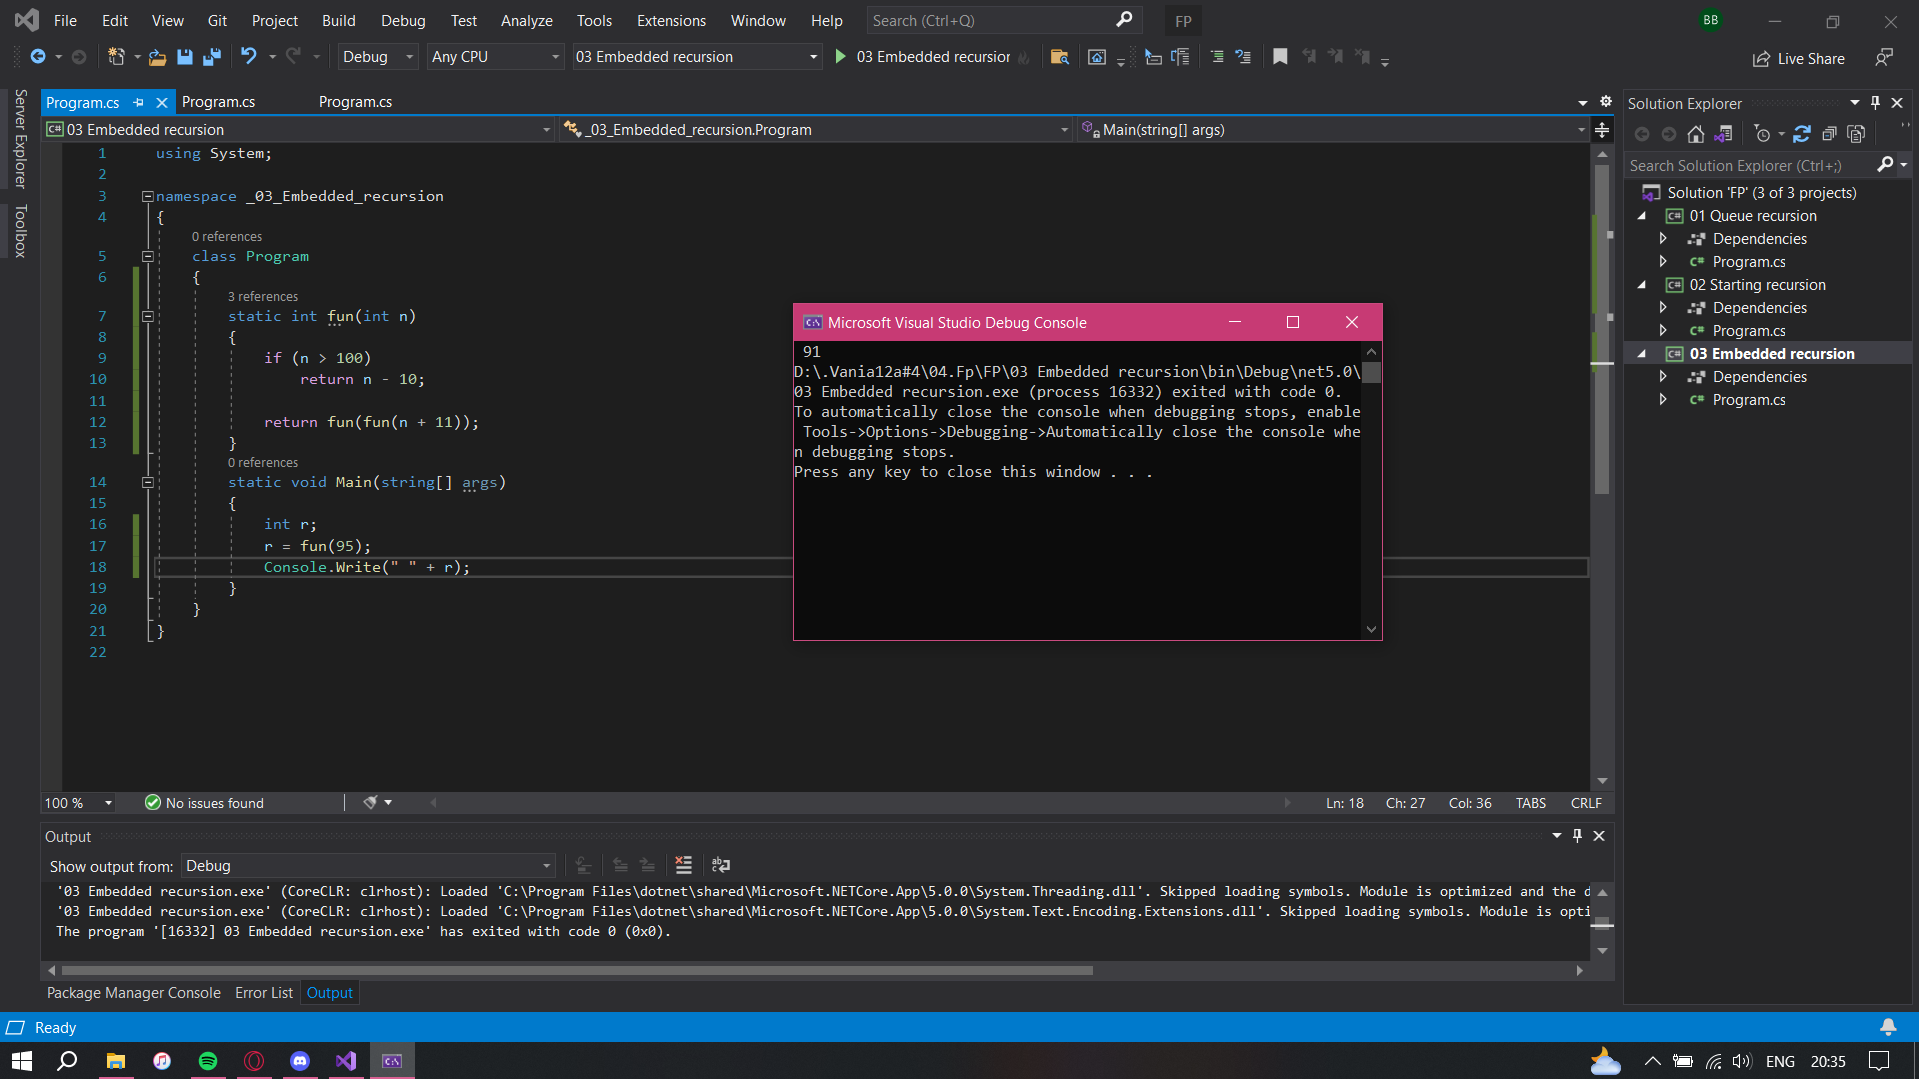 File Edit View Git Project Build Debug Test Analyze Tools Extensions Window Help Search (Ctrl+Q) FP BB
Debug Any CPU 03 Embedded recursion 03 Embedded recursior Live Share
Server Explorer
Toolbox
Program.cs Program.cs Program.cs
03 Embedded recursion _03_Embedded_recursion.Program Main(string[] args)
1 using System;
2
3 namespace _03_Embedded_recursion
4 {
0 references
5 class Program
6 {
3 references
7 static int fun(int n)
8 {
9 if (n > 100)
10 return n - 10;
11
12 return fun(fun(n + 11));
13 }
0 references
14 static void Main(string[] args)
15 {
16 int r;
17 r = fun(95);
18 Console.Write(" " + r);
19 }
20 }
21 }
22
Microsoft Visual Studio Debug Console
91
D:\.Vania12a#4\04.Fp\FP\03 Embedded recursion\bin\Debug\net5.0\
03 Embedded recursion.exe (process 16332) exited with code 0.
To automatically close the console when debugging stops, enable
Tools->Options->Debugging->Automatically close the console whe
n debugging stops.
Press any key to close this window . . .
Solution Explorer
Search Solution Explorer (Ctrl+;)
Solution 'FP' (3 of 3 projects)
C# 01 Queue recursion
Dependencies
C# Program.cs
C# 02 Starting recursion
Dependencies
C# Program.cs
C# 03 Embedded recursion
Dependencies
C# Program.cs
100 % No issues found Ln: 18 Ch: 27 Col: 36 TABS CRLF
Output
Show output from: Debug
'03 Embedded recursion.exe' (CoreCLR: clrhost): Loaded 'C:\Program Files\dotnet\shared\Microsoft.NETCore.App\5.0.0\System.Threading.dll'. Skipped loading symbols. Module is optimized and the d
'03 Embedded recursion.exe' (CoreCLR: clrhost): Loaded 'C:\Program Files\dotnet\shared\Microsoft.NETCore.App\5.0.0\System.Text.Encoding.Extensions.dll'. Skipped loading symbols. Module is opti
The program '[16332] 03 Embedded recursion.exe' has exited with code 0 (0x0).
Package Manager Console Error List Output
Ready
ENG 20:35